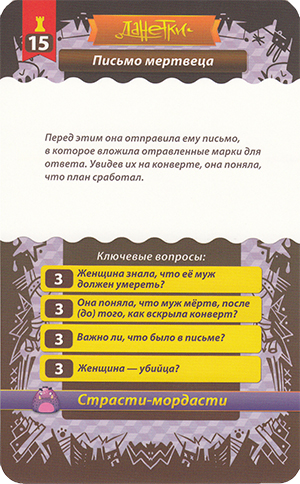 15
ДАНЕТКИ
Письмо мертвеца
Перед этим она отправила ему письмо,
в которое вложила отравленные марки для
ответа. Увидев их на конверте, она поняла,
что план сработал.
Ключевые вопросы:
3
Женщина знала, что её муж
должен умереть?
3
Она поняла, что муж мёртв, после
(до) того, как вскрыла конверт?
3
Важно ли, что было в письме?
3
Женщина — убийца?
Страсти-мордасти